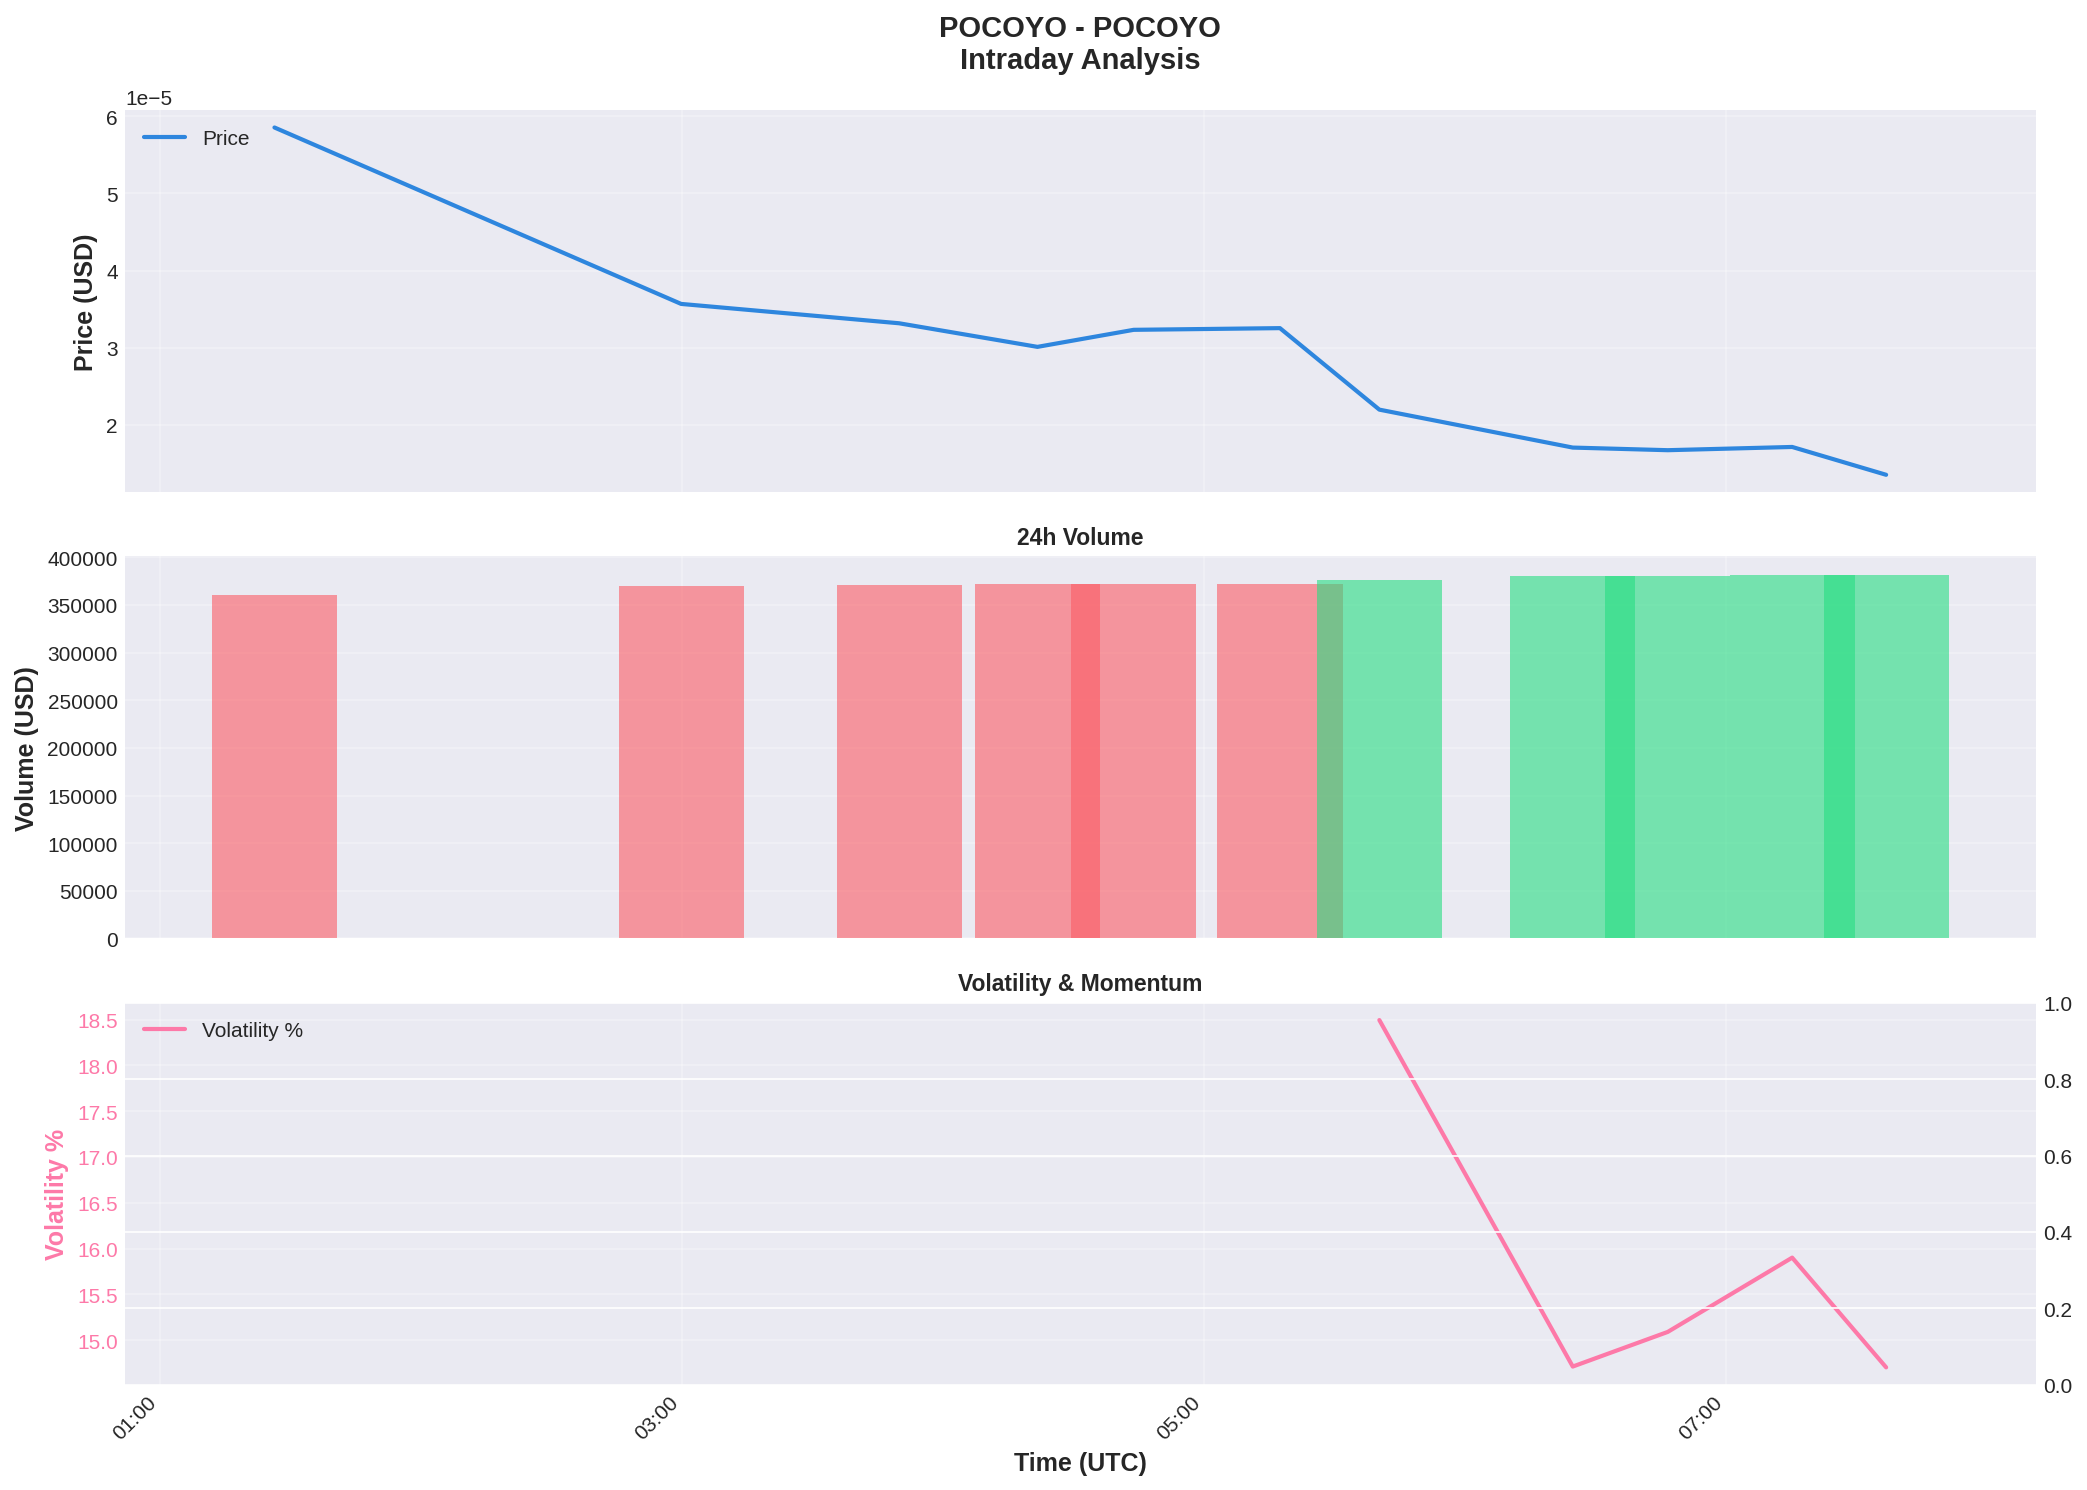 POCOYO - POCOYO
Intraday Analysis
1e−5
6
5
4
3
2
Price (USD)
Price
24h Volume
400000
350000
300000
250000
200000
150000
100000
50000
0
Volume (USD)
Volatility & Momentum
18.5
18.0
17.5
17.0
16.5
16.0
15.5
15.0
Volatility %
Volatility %
1.0
0.8
0.6
0.4
0.2
0.0
01:00
03:00
05:00
07:00
Time (UTC)